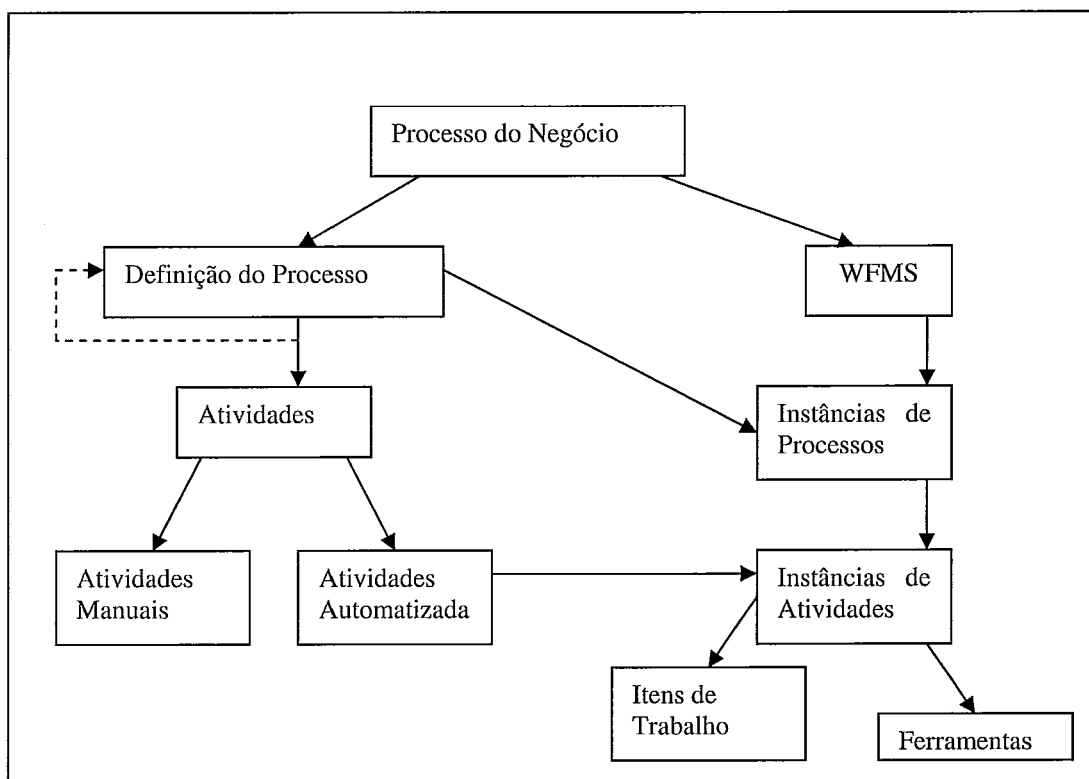 Processo do Negócio
Definição do Processo
WFMS
Atividades
Instâncias de
Processos
Atividades
Manuais
Atividades
Automatizada
Instâncias de
Atividades
Itens de
Trabalho
Ferramentas